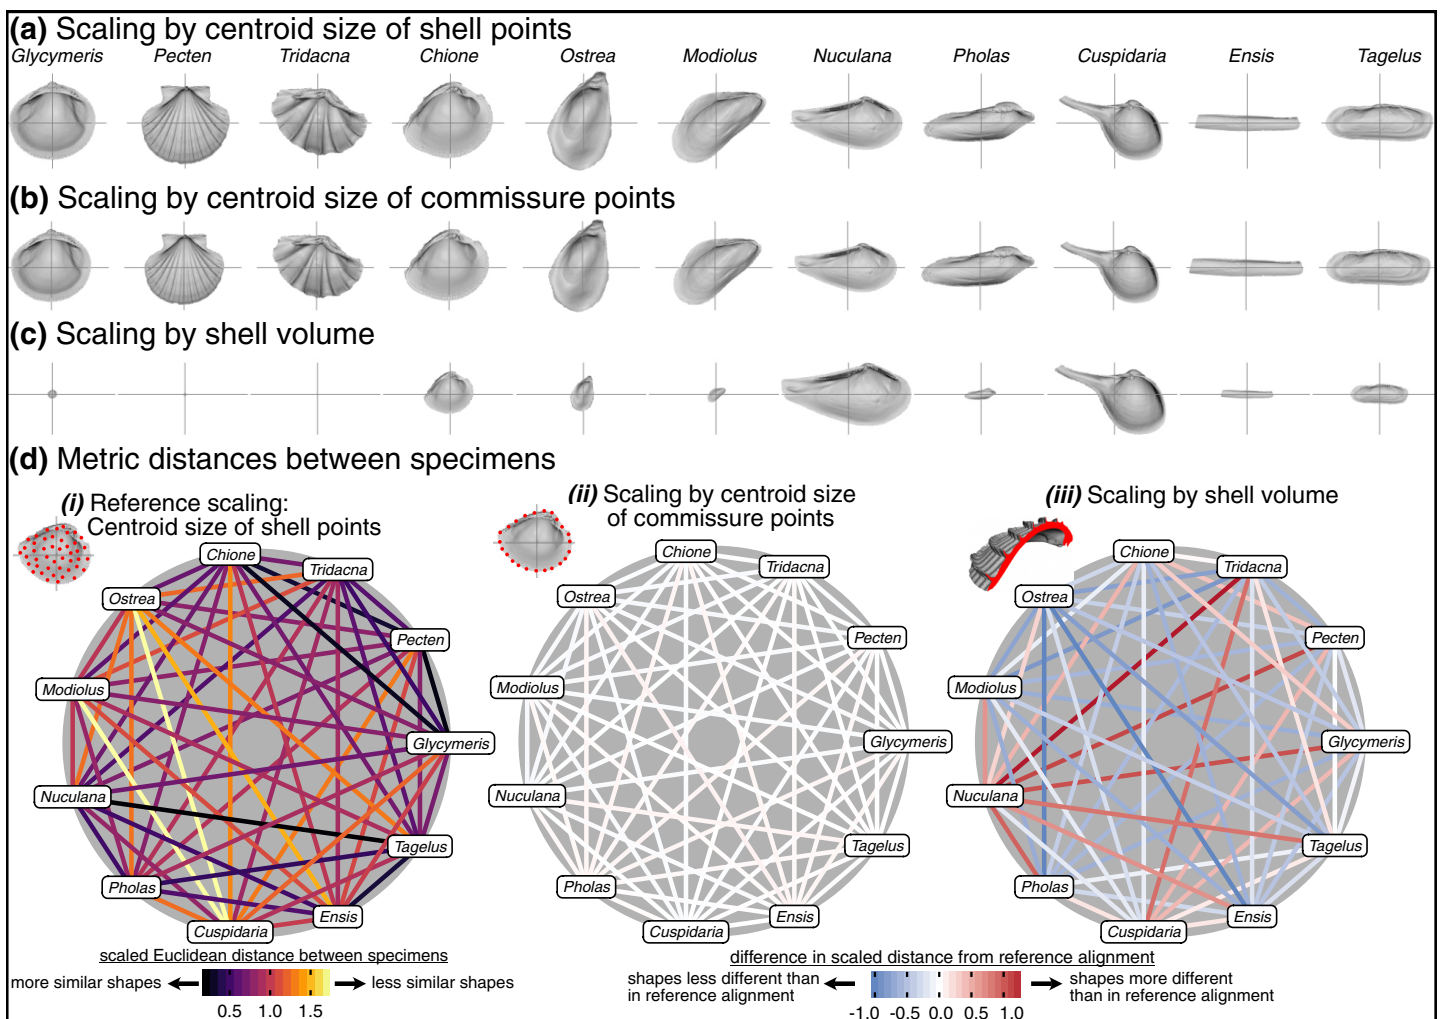 (a) Scaling by centroid size of shell points
Glycymeris Pecten Tridacna Chione Ostrea Modiolus Nuculana Pholas Cuspidaria Ensis Tagelus
(b) Scaling by centroid size of commissure points
(c) Scaling by shell volume
(d) Metric distances between specimens
(i) Reference scaling:
Centroid size of shell points
Chione
Tridacna
Ostrea
Pecten
Modiolus
Glycymeris
Nuculana
Tagelus
Pholas
Ensis
Cuspidaria
scaled Euclidean distance between specimens
more similar shapes
less similar shapes
0.5 1.0 1.5
(ii) Scaling by centroid size
of commissure points
Chione
Tridacna
Ostrea
Pecten
Modiolus
Glycymeris
Nuculana
Tagelus
Pholas
Ensis
Cuspidaria
(iii) Scaling by shell volume
Chione
Tridacna
Ostrea
Pecten
Modiolus
Glycymeris
Nuculana
Tagelus
Pholas
Ensis
Cuspidaria
difference in scaled distance from reference alignment
shapes less different than
in reference alignment
shapes more different
than in reference alignment
-1.0 -0.5 0.0 0.5 1.0